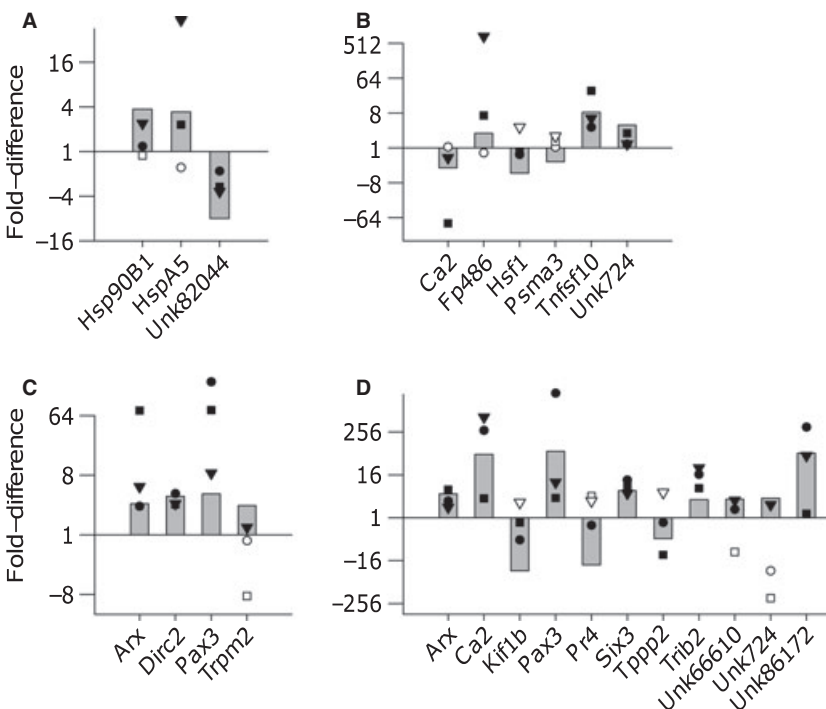 A
Fold–difference
16
4
1
–4
–16
Hsp90B1
HspA5
Unk82044
B
512
64
8
1
–8
–64
Ca2
Fp486
Hsf1
Psma3
Tnfsf10
Unk724
C
Fold–difference
64
8
1
–8
Arx
Dirc2
Pax3
Trpm2
D
256
16
1
–16
–256
Arx
Ca2
Kif1b
Pax3
Pr4
Six3
Tppp2
Trib2
Unk66610
Unk724
Unk86172